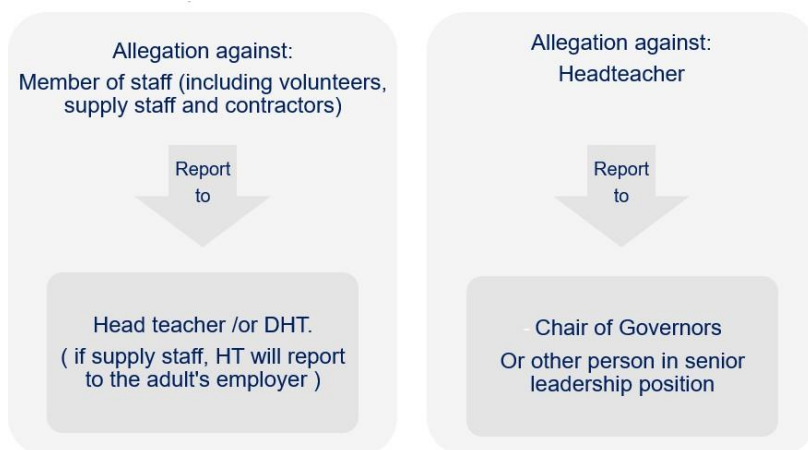 Allegation against:
Member of staff (including volunteers,
supply staff and contractors)
Report
to
Head teacher /or DHT.
( if supply staff, HT will report
to the adult's employer )
Allegation against:
Headteacher
Report
to
- Chair of Governors
Or other person in senior
leadership position